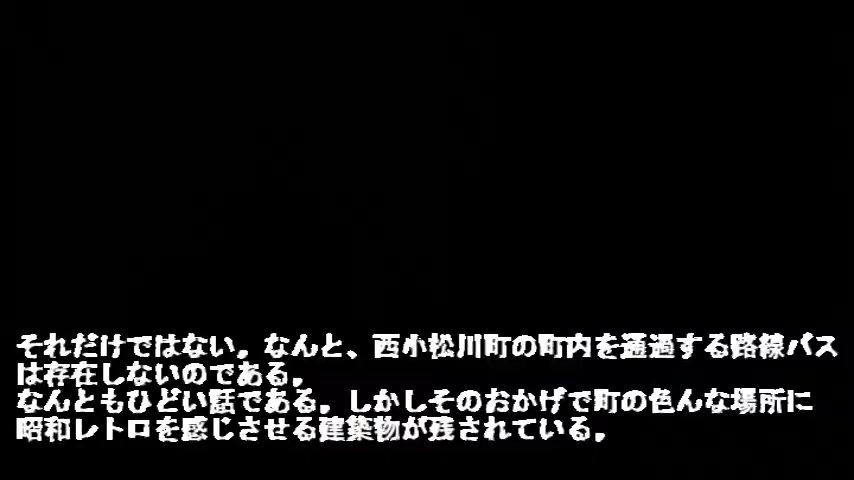 それだけではない。なんと、西小松川町の町内を通過する路線バス
は存在しないのである。
なんともひどい話である。しかしそのおかげで町の色んな場所に
昭和レトロを感じさせる建築物が残されている。